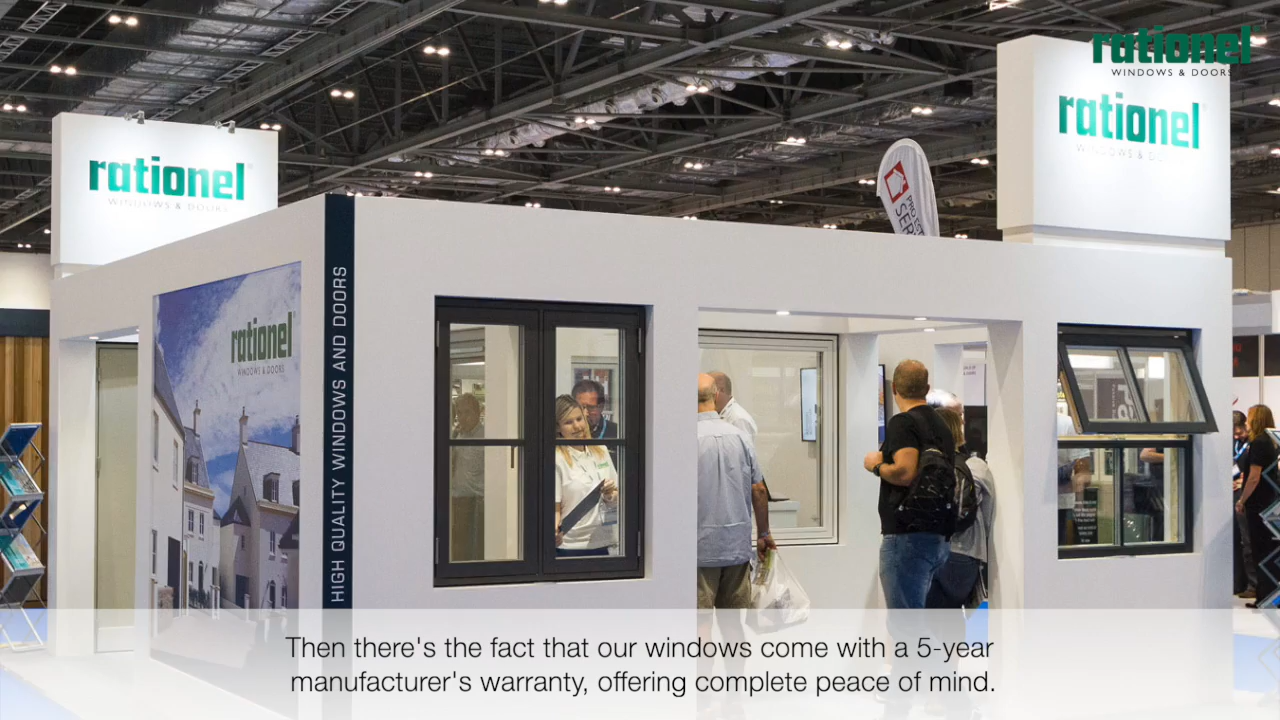 rationel
WINDOWS & DOORS
rationel
WINDOWS & DOORS
rationel
WINDOWS & DOORS
rationel
WINDOWS & DOORS
HIGH QUALITY WINDOWS AND DOORS
Then there's the fact that our windows come with a 5-year
manufacturer's warranty, offering complete peace of mind.